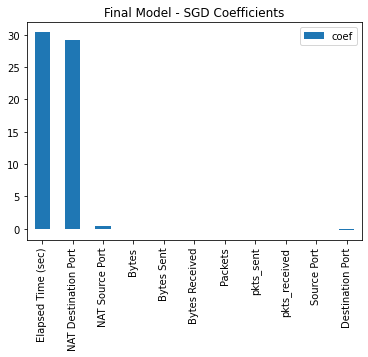 Final Model - SGD Coefficients
coef
30
25
20
15
10
5
0
Elapsed Time (sec)
NAT Destination Port
NAT Source Port
Bytes
Bytes Sent
Bytes Received
Packets
pkts_sent
pkts_received
Source Port
Destination Port